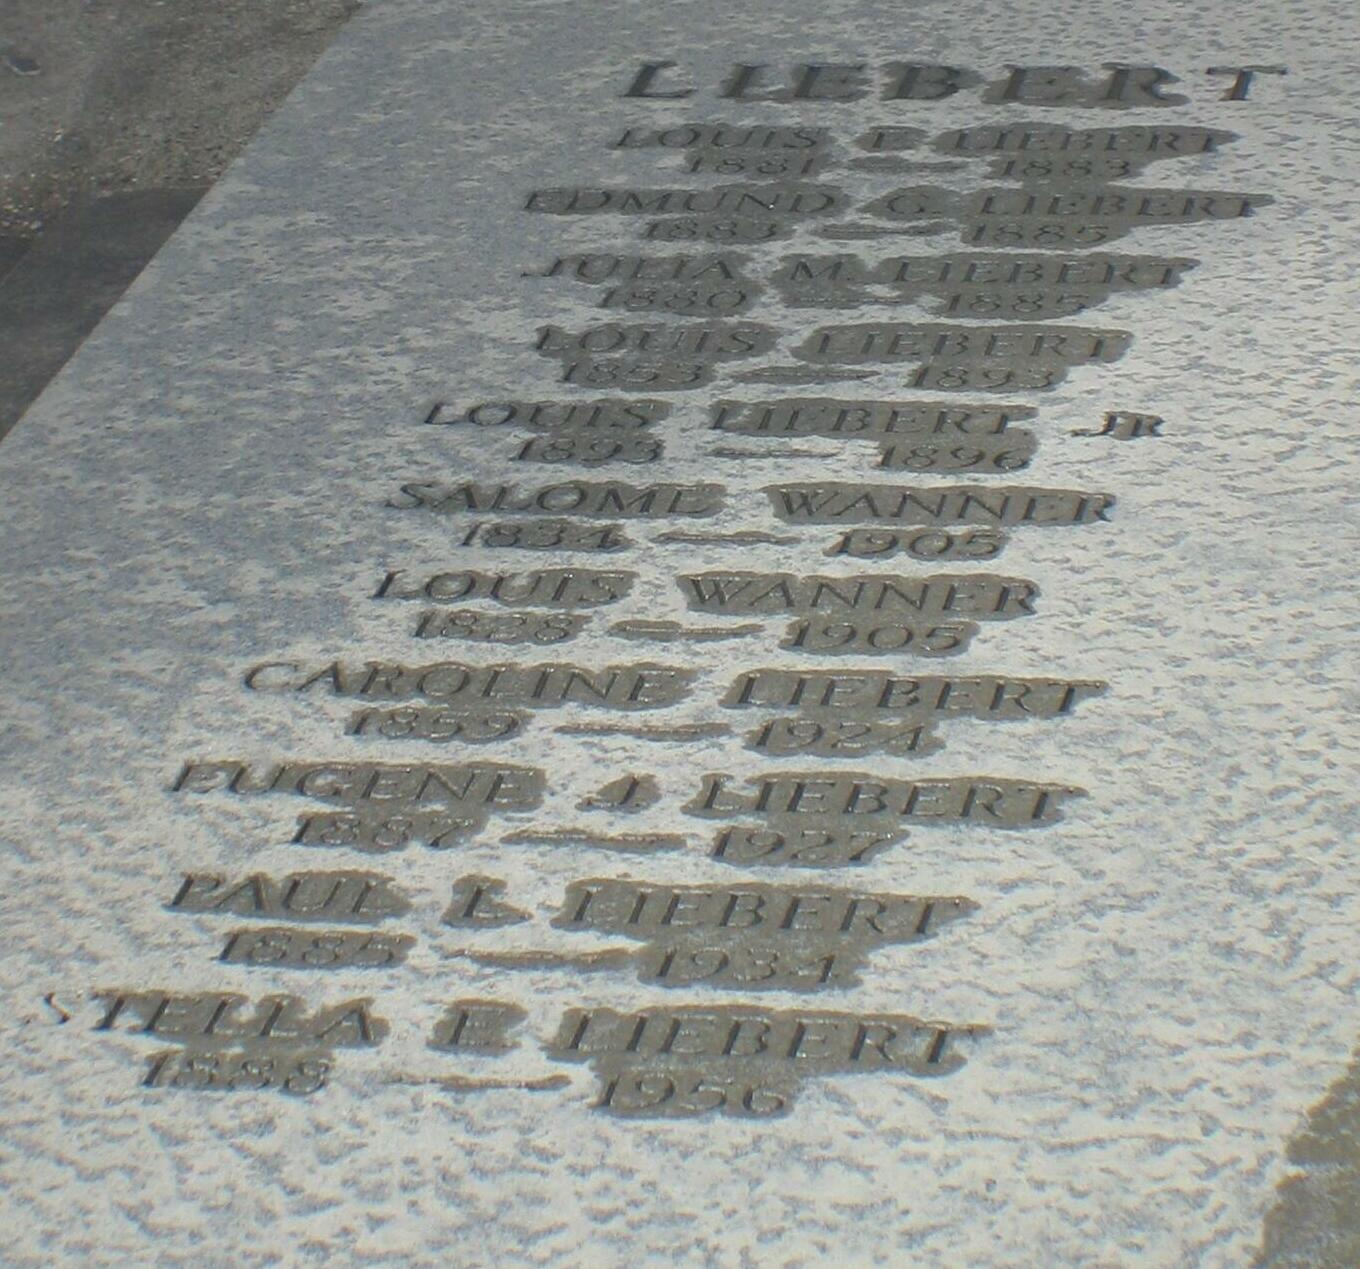 LIEBERT
LOUIS F. LIEBERT
1881 — 1883
EDMUND G. LIEBERT
1883 — 1885
JULIA M. LIEBERT
1880 — 1885
LOUIS LIEBERT
1853 — 1893
LOUIS LIEBERT JR
1893 — 1896
SALOME WANNER
1834 — 1905
LOUIS WANNER
1828 — 1905
CAROLINE LIEBERT
1859 — 1924
EUGENE J. LIEBERT
1887 — 1927
PAUL L. LIEBERT
1885 — 1934
STELLA E LIEBERT
1888 — 1956